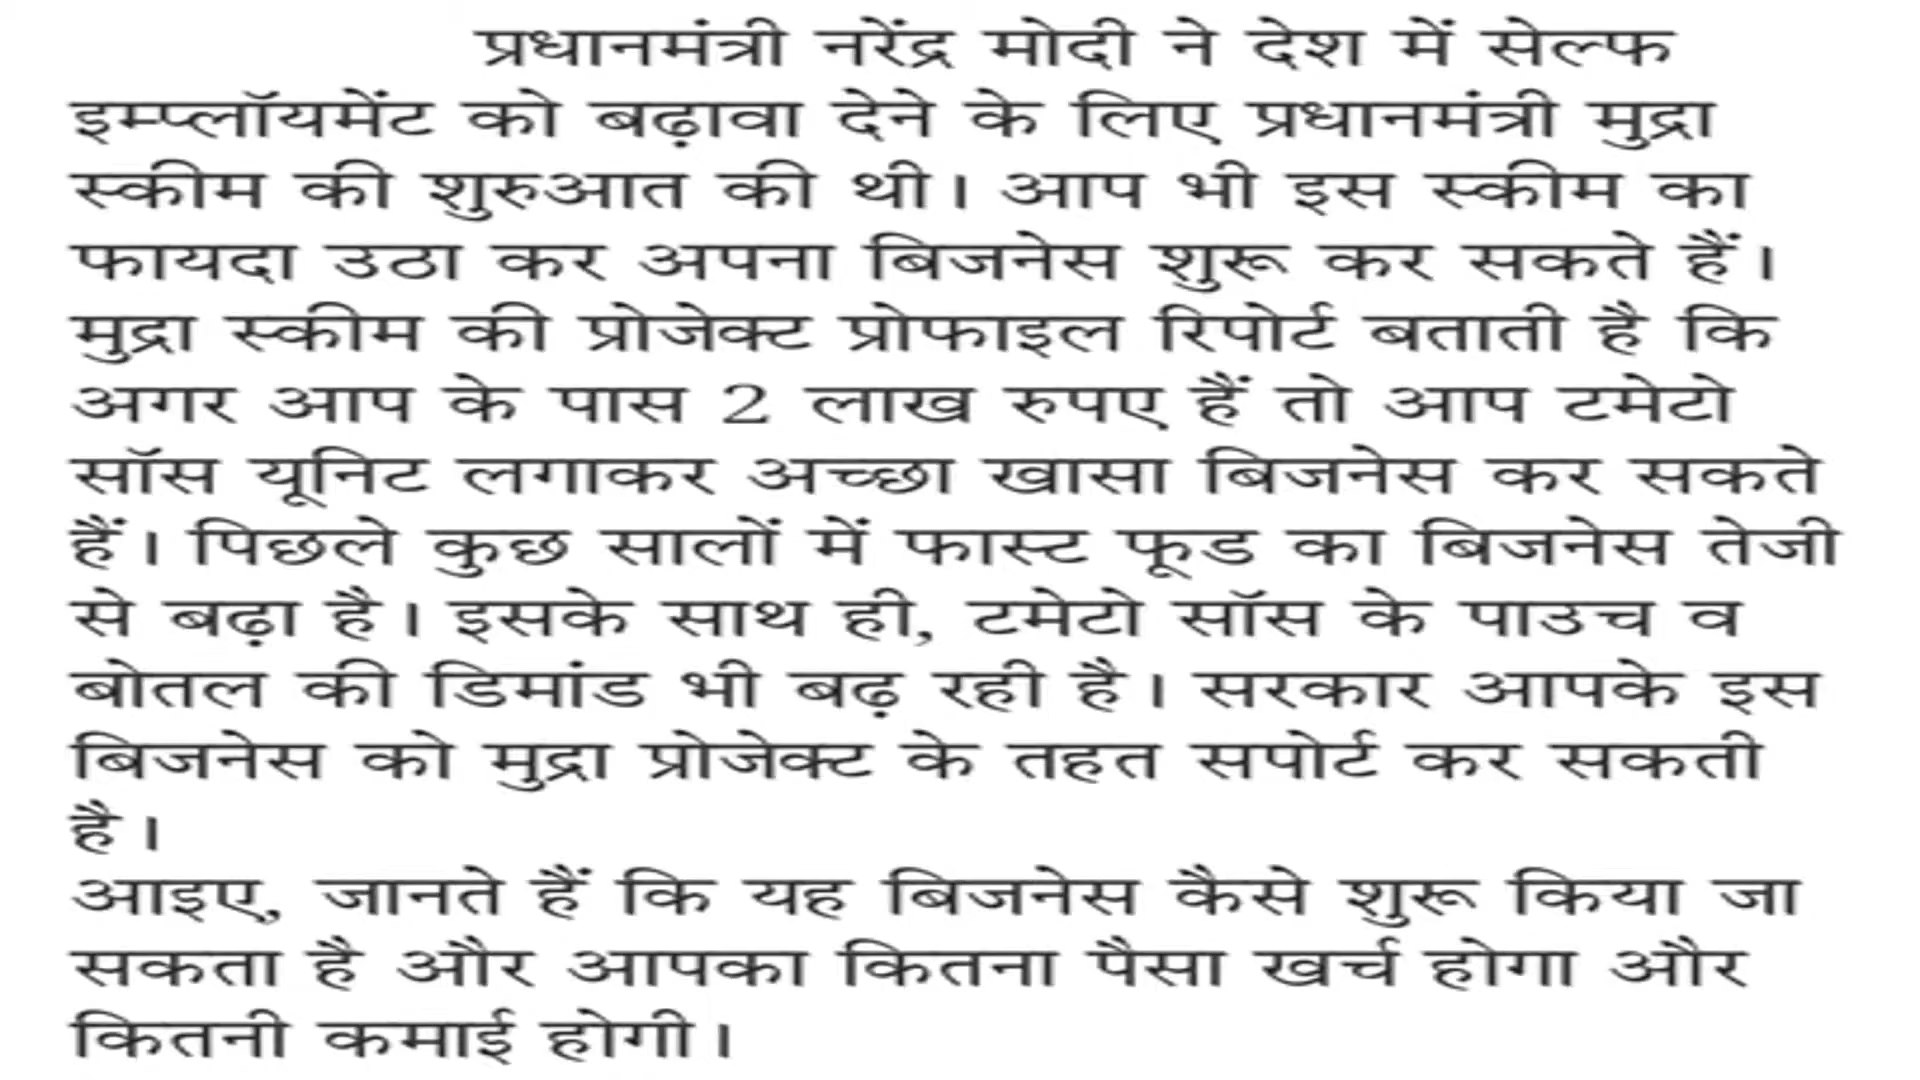 प्रधानमंत्री नरेंद्र मोदी ने देश में सेल्फ
इम्प्लॉयमेंट को बढ़ावा देने के लिए प्रधानमंत्री मुद्रा
स्कीम की शुरुआत की थी। आप भी इस स्कीम का
फायदा उठा कर अपना बिजनेस शुरू कर सकते हैं।
मुद्रा स्कीम की प्रोजेक्ट प्रोफाइल रिपोर्ट बताती है कि
अगर आप के पास 2 लाख रुपए हैं तो आप टमेटो
सॉस यूनिट लगाकर अच्छा खासा बिजनेस कर सकते
हैं। पिछले कुछ सालों में फास्ट फूड का बिजनेस तेजी
से बढ़ा है। इसके साथ ही, टमेटो सॉस के पाउच व
बोतल की डिमांड भी बढ़ रही है। सरकार आपके इस
बिजनेस को मुद्रा प्रोजेक्ट के तहत सपोर्ट कर सकती
है।
आइए, जानते हैं कि यह बिजनेस कैसे शुरू किया जा
सकता है और आपका कितना पैसा खर्च होगा और
कितनी कमाई होगी।